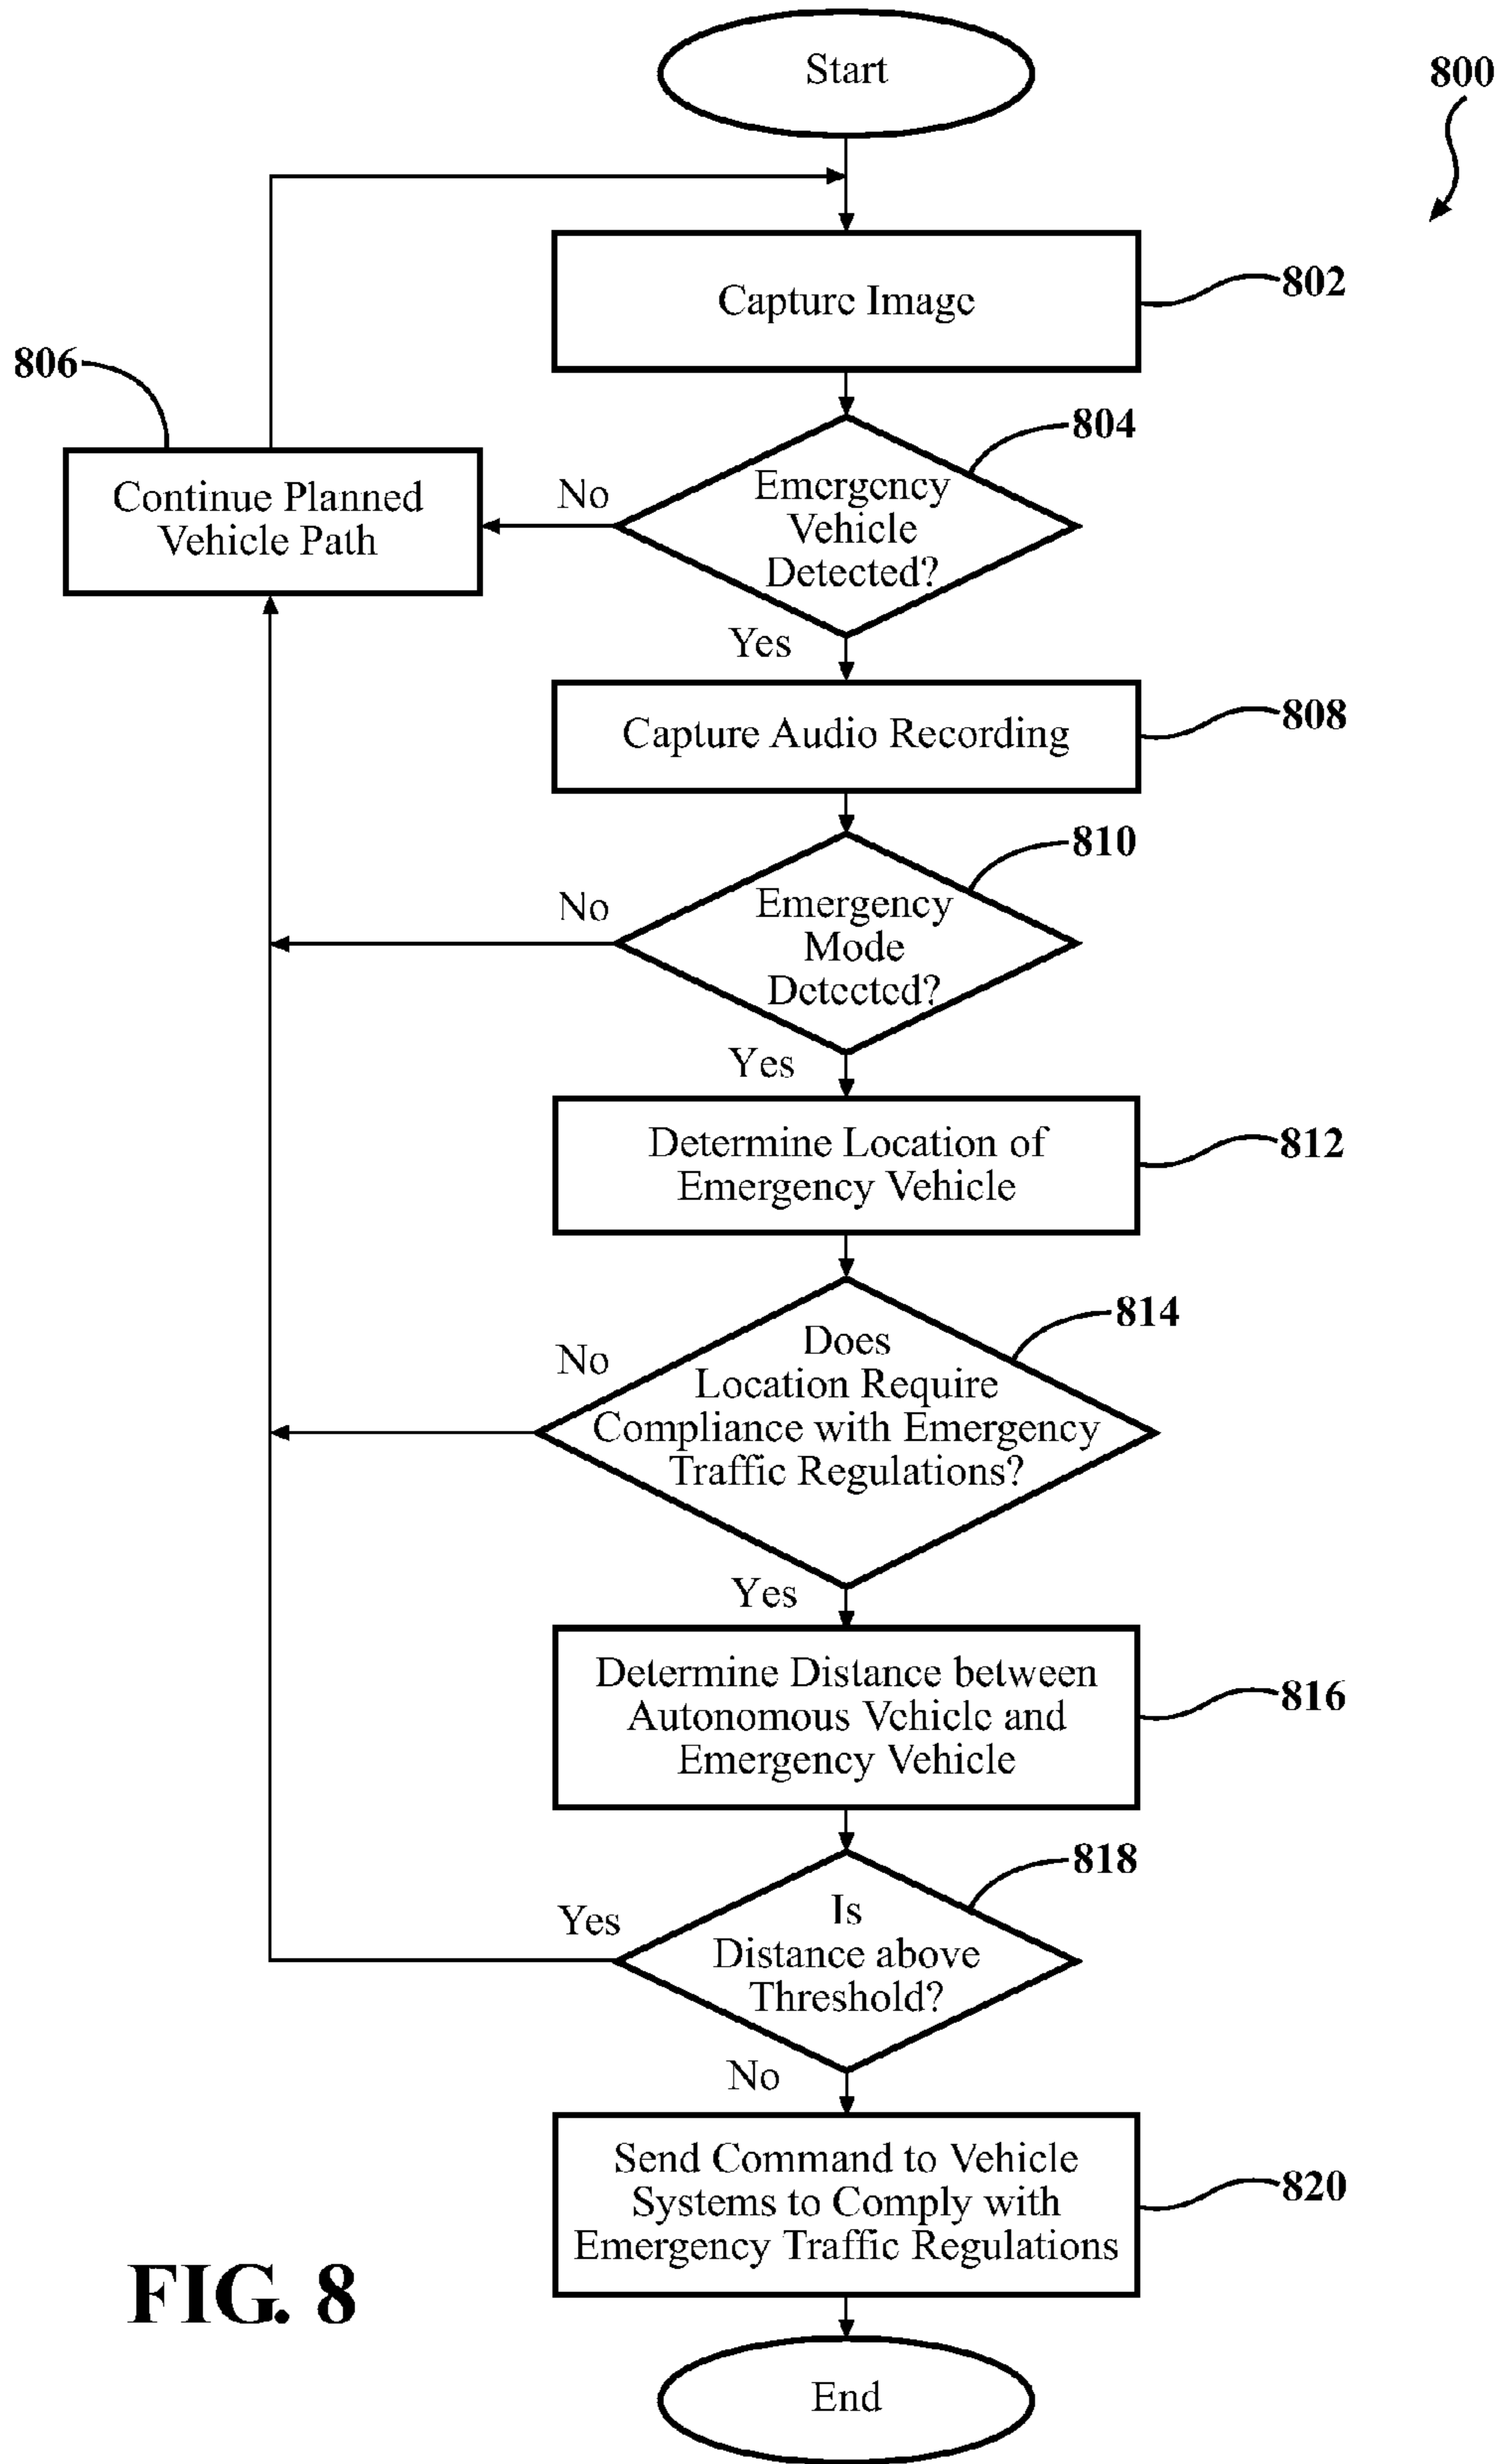 Start
800
Capture Image
802
806
804
Continue Planned
Vehicle Path
No
Emergency
Vehicle
Detected?
Yes
Capture Audio Recording
808
810
No
Emergency
Mode
Detected?
Yes
Determine Location of
Emergency Vehicle
812
814
No
Does
Location Require
Compliance with Emergency
Traffic Regulations?
Yes
Determine Distance between
Autonomous Vehicle and
Emergency Vehicle
816
818
Yes
Is
Distance above
Threshold?
No
Send Command to Vehicle
Systems to Comply with
Emergency Traffic Regulations
820
FIG. 8
End